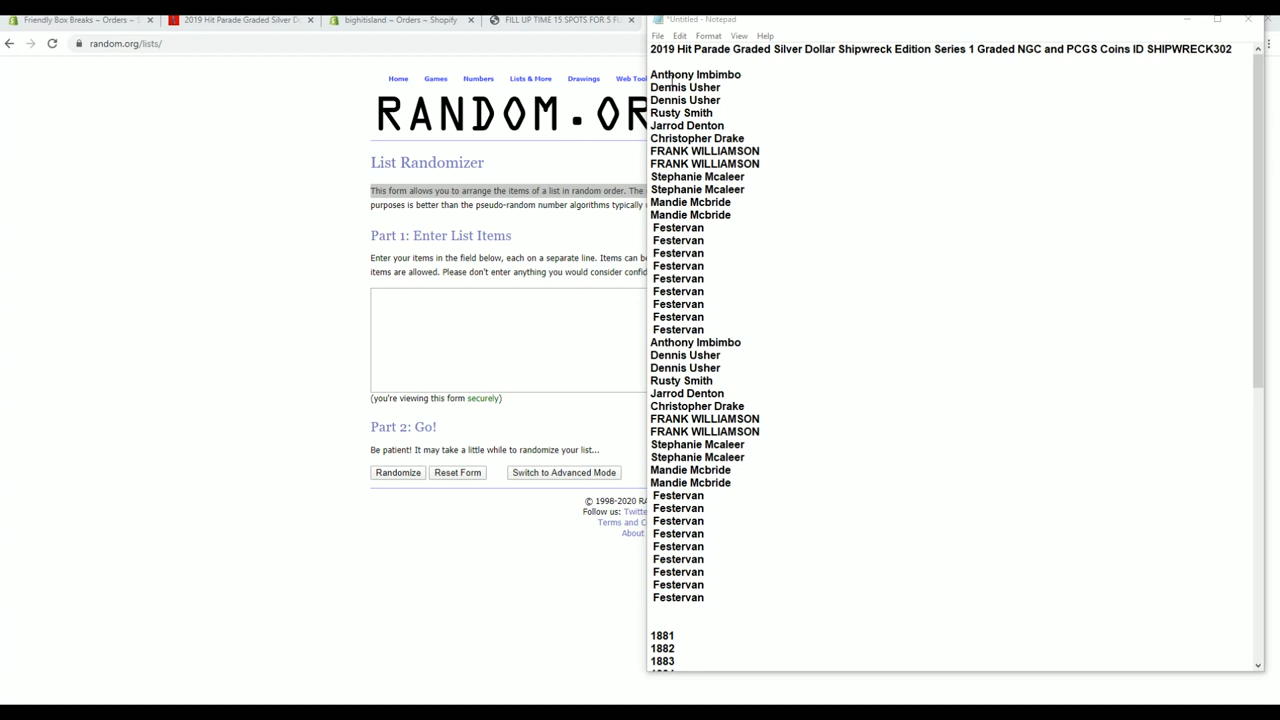 Friendly Box Breaks ~ Orders ~ S
2019 Hit Parade Graded Silver Do
bighitisland ~ Orders ~ Shopify
FILL UP TIME 15 SPOTS FOR 5 FU
*Untitled - Notepad
random.org/lists/
File Edit Format View Help
2019 Hit Parade Graded Silver Dollar Shipwreck Edition Series 1 Graded NGC and PCGS Coins ID SHIPWRECK302
Home Games Numbers Lists & More Drawings Web Tool
RANDOM.OR
List Randomizer
This form allows you to arrange the items of a list in random order. The
purposes is better than the pseudo-random number algorithms typically
Part 1: Enter List Items
Enter your items in the field below, each on a separate line. Items can be
items are allowed. Please don't enter anything you would consider confid
(you're viewing this form securely)
Part 2: Go!
Be patient! It may take a little while to randomize your list...
Randomize Reset Form Switch to Advanced Mode
© 1998-2020 RA
Follow us: Twitte
Terms and C
About
Anthony Imbimbo
Dennis Usher
Dennis Usher
Rusty Smith
Jarrod Denton
Christopher Drake
FRANK WILLIAMSON
FRANK WILLIAMSON
Stephanie Mcaleer
Stephanie Mcaleer
Mandie Mcbride
Mandie Mcbride
Festervan
Festervan
Festervan
Festervan
Festervan
Festervan
Festervan
Festervan
Festervan
Anthony Imbimbo
Dennis Usher
Dennis Usher
Rusty Smith
Jarrod Denton
Christopher Drake
FRANK WILLIAMSON
FRANK WILLIAMSON
Stephanie Mcaleer
Stephanie Mcaleer
Mandie Mcbride
Mandie Mcbride
Festervan
Festervan
Festervan
Festervan
Festervan
Festervan
Festervan
Festervan
Festervan
1881
1882
1883